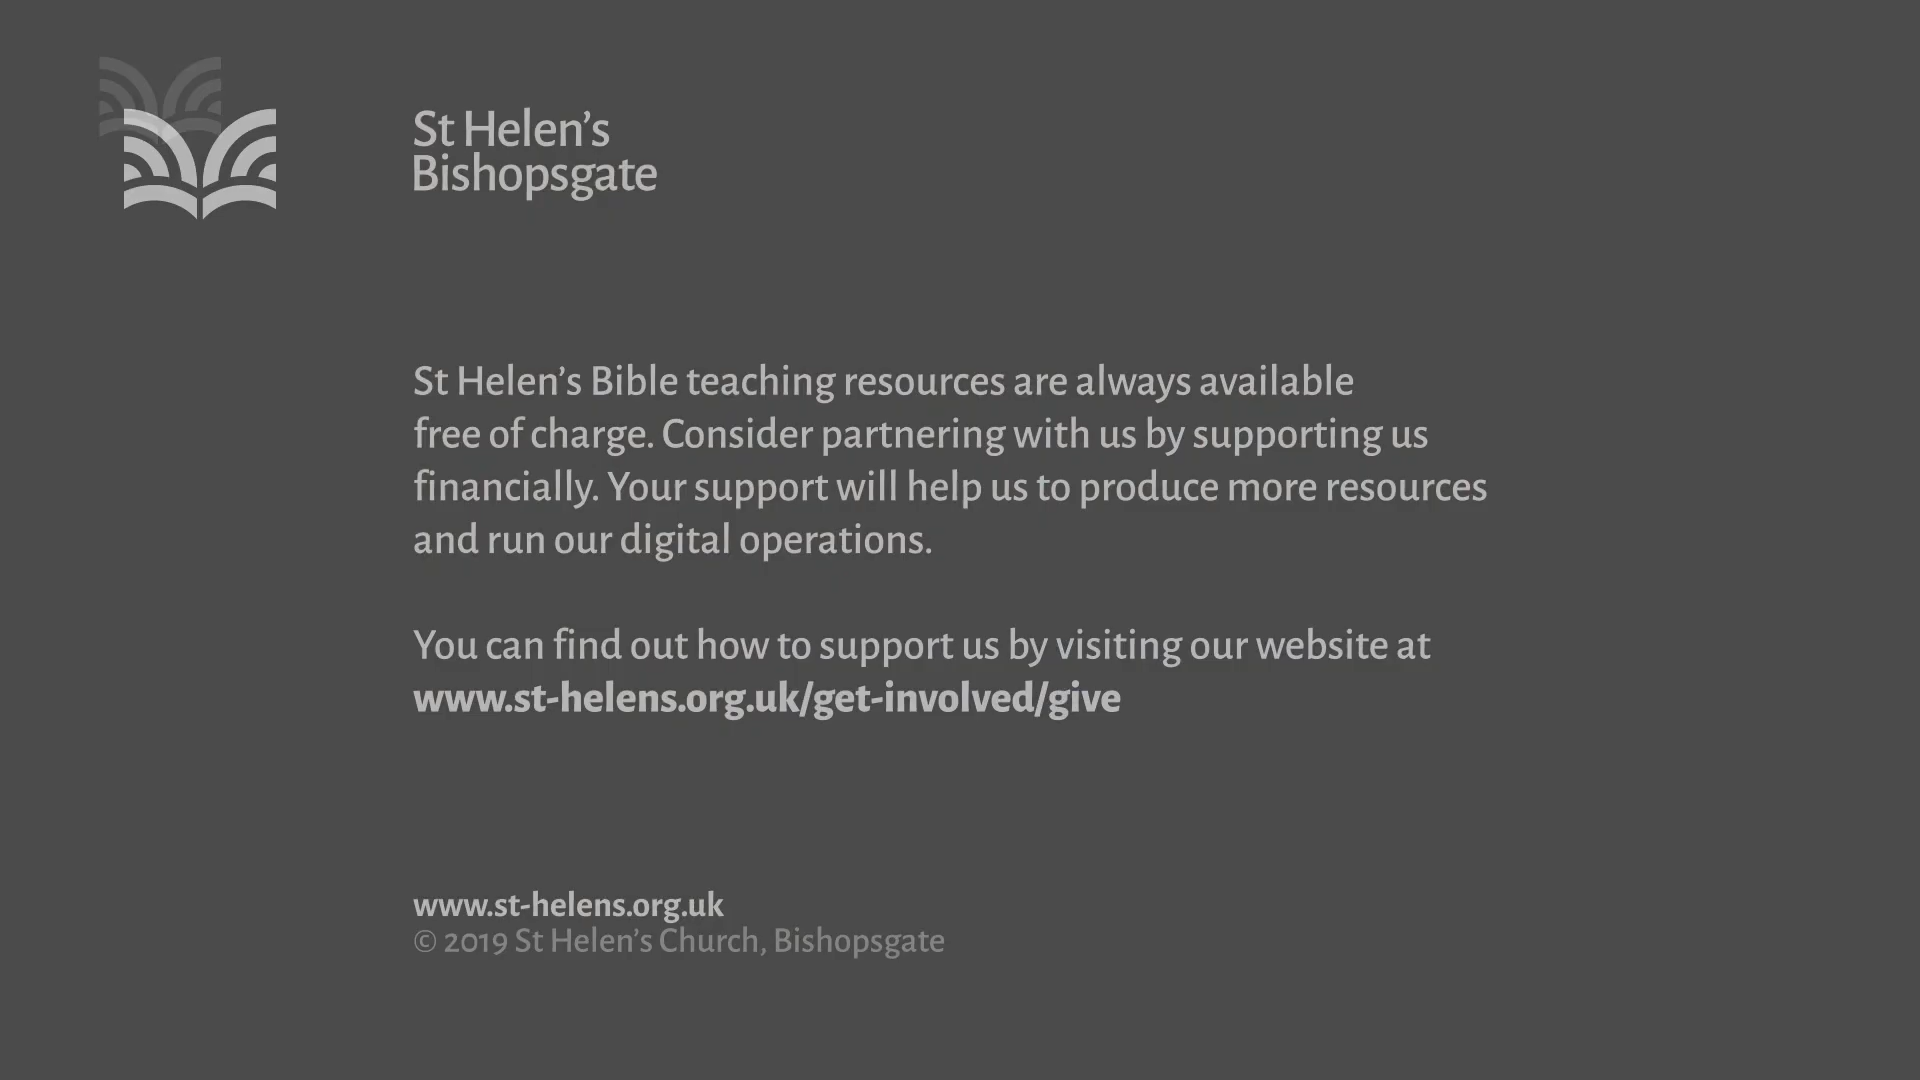 St Helen’s
Bishopsgate
St Helen’s Bible teaching resources are always available
free of charge. Consider partnering with us by supporting us
financially. Your support will help us to produce more resources
and run our digital operations.
You can find out how to support us by visiting our website at
www.st-helens.org.uk/get-involved/give
www.st-helens.org.uk
© 2019 St Helen’s Church, Bishopsgate